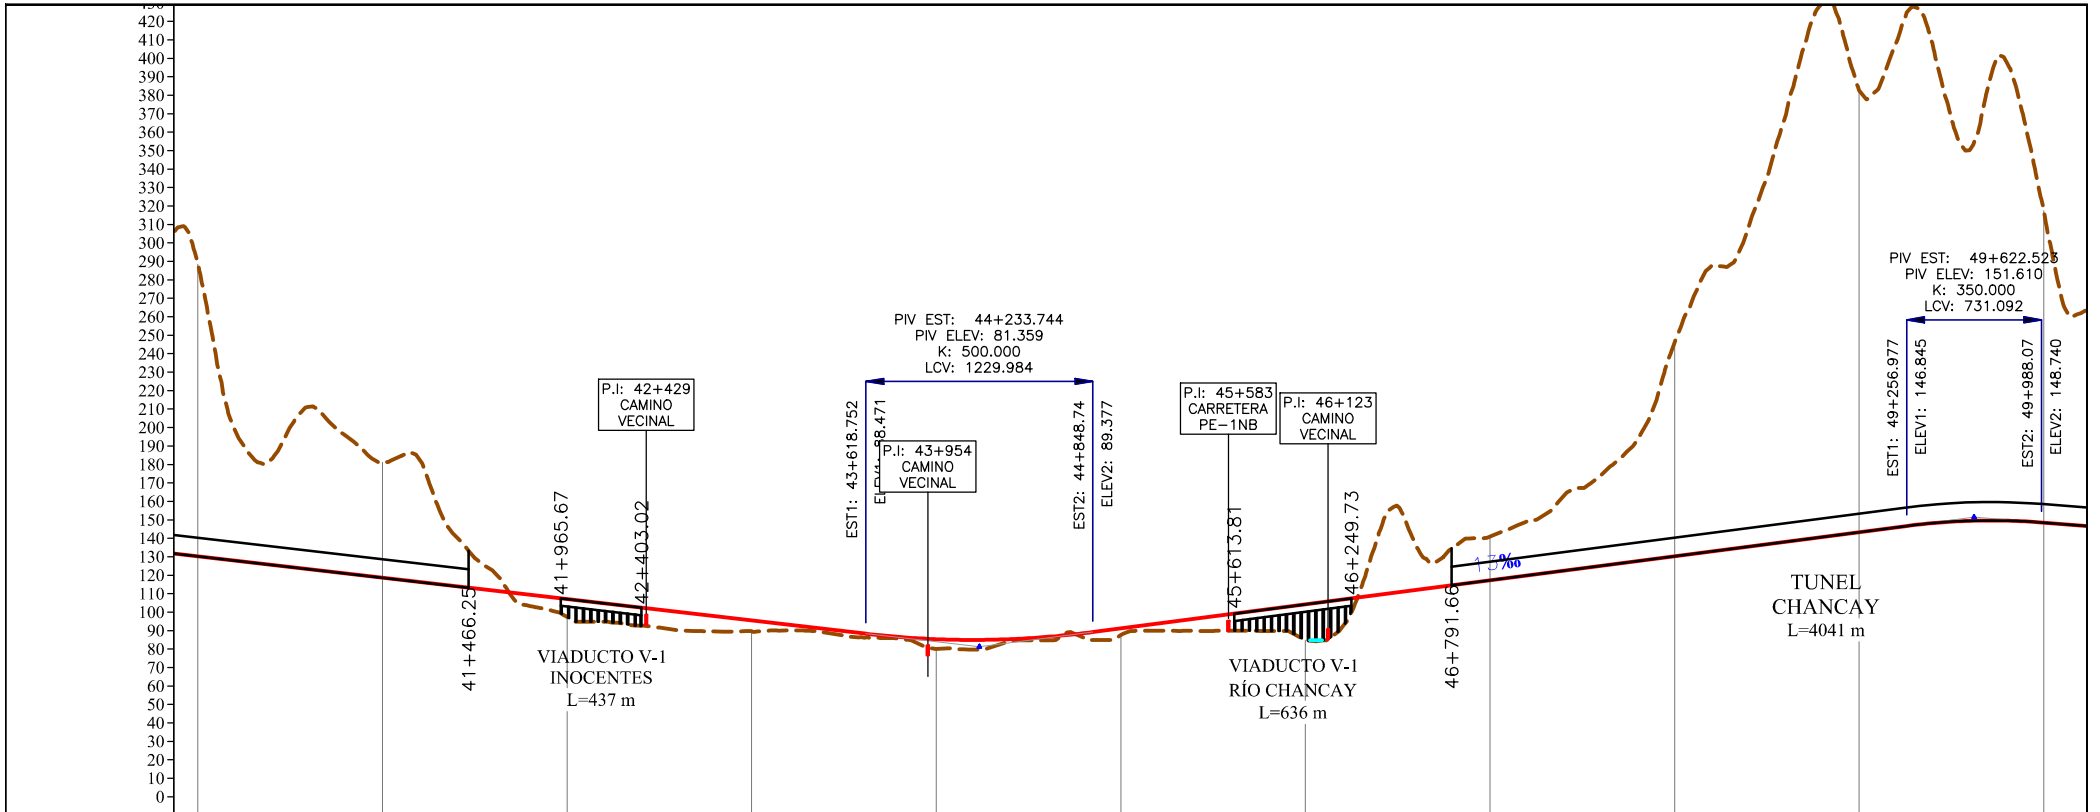 430
420
410
400
390
380
370
360
350
340
330
320
310
300
290
280
270
260
250
240
230
220
210
200
190
180
170
160
150
140
130
120
110
100
90
80
70
60
50
40
30
20
10
0
41+466.25
41+965.67
42+403.02
VIADUCTO V-1
INOCENTES
L=437 m
P.I: 42+429
CAMINO
VECINAL
PIV EST: 44+233.744
PIV ELEV: 81.359
K: 500.000
LCV: 1229.984
EST1: 43+618.752
P.I: 43+954
CAMINO
VECINAL
EST2: 44+848.74
ELEV2: 89.377
P.I: 45+583
CARRETERA
PE-1NB
P.I: 46+123
CAMINO
VECINAL
45+613.81
46+249.73
VIADUCTO V-1
RÍO CHANCAY
L=636 m
46+791.66
13‰
TUNEL
CHANCAY
L=4041 m
PIV EST: 49+622.523
PIV ELEV: 151.610
K: 350.000
LCV: 731.092
EST1: 49+256.977
ELEV1: 146.845
EST2: 49+988.07
ELEV2: 148.740